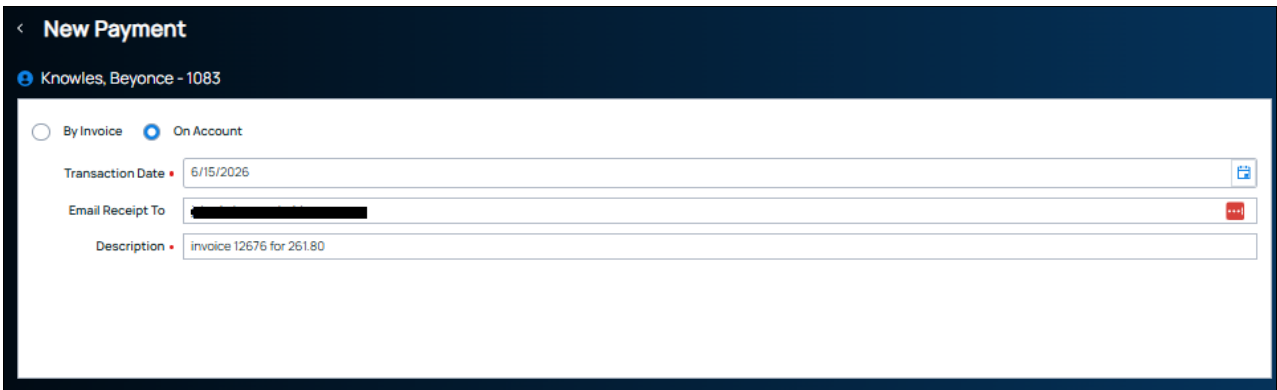 New Payment
Knowles, Beyonce - 1083
By Invoice On Account
Transaction Date 6/15/2026
Email Receipt To
Description invoice 12676 for 261.80